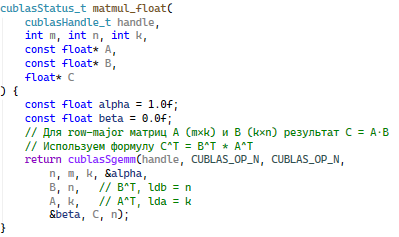 cublasStatus_t matmul_float(
    cublasHandle_t handle,
    int m, int n, int k,
    const float* A,
    const float* B,
    float* C
) {
    const float alpha = 1.0f;
    const float beta = 0.0f;
    // Для row-major матриц A (m×k) и B (k×n) результат C = A·B
    // Используем формулу C^T = B^T * A^T
    return cublasSgemm(handle, CUBLAS_OP_N, CUBLAS_OP_N,
        n, m, k, &alpha,
        B, n,   // B^T, ldb = n
        A, k,   // A^T, lda = k
        &beta, C, n);
}